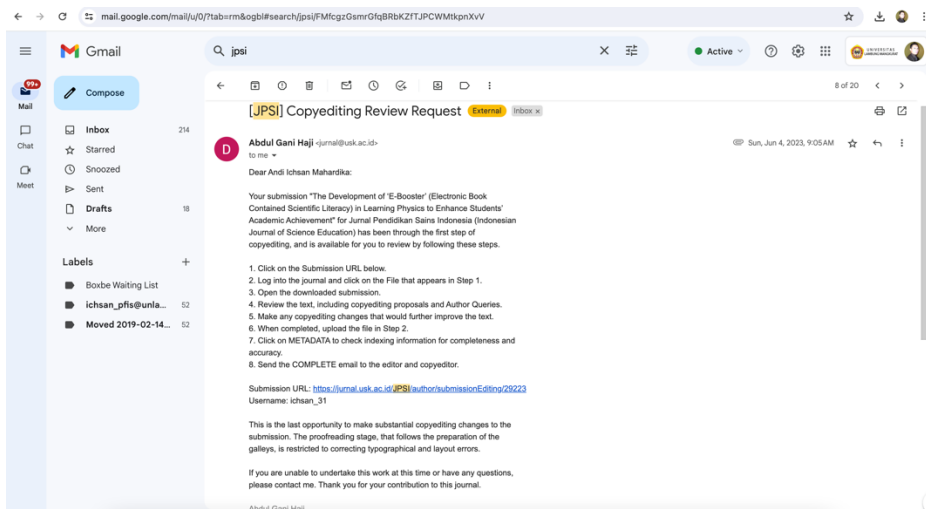 mail.google.com/mail/u/0/?tab=rm&ogbl#search/jpsi/FMfcgzGsmrGfqBRbKZfTJPCWMtkpnXvV
Gmail
jpsi
Active
UNIVERSITAS
99+
Mail
Chat
Meet
Compose
Inbox 214
Starred
Snoozed
Sent
Drafts 18
More
Labels
Boxbe Waiting List
ichsan_pfis@unla... 52
Moved 2019-02-14... 52
8 of 20
[JPSI] Copyediting Review Request External Inbox x
D
Abdul Gani Haji <jurnal@usk.ac.id> Sun, Jun 4, 2023, 9:05 AM
to me
Dear Andi Ichsan Mahardika:
Your submission "The Development of 'E-Booster' (Electronic Book
Contained Scientific Literacy) in Learning Physics to Enhance Students'
Academic Achievement" for Jurnal Pendidikan Sains Indonesia (Indonesian
Journal of Science Education) has been through the first step of
copyediting, and is available for you to review by following these steps.
1. Click on the Submission URL below.
2. Log into the journal and click on the File that appears in Step 1.
3. Open the downloaded submission.
4. Review the text, including copyediting proposals and Author Queries.
5. Make any copyediting changes that would further improve the text.
6. When completed, upload the file in Step 2.
7. Click on METADATA to check indexing information for completeness and
accuracy.
8. Send the COMPLETE email to the editor and copyeditor.
Submission URL: https://jurnal.usk.ac.id/JPSI/author/submissionEditing/29223
Username: ichsan_31
This is the last opportunity to make substantial copyediting changes to the
submission. The proofreading stage, that follows the preparation of the
galleys, is restricted to correcting typographical and layout errors.
If you are unable to undertake this work at this time or have any questions,
please contact me. Thank you for your contribution to this journal.
Abdul Gani Haji